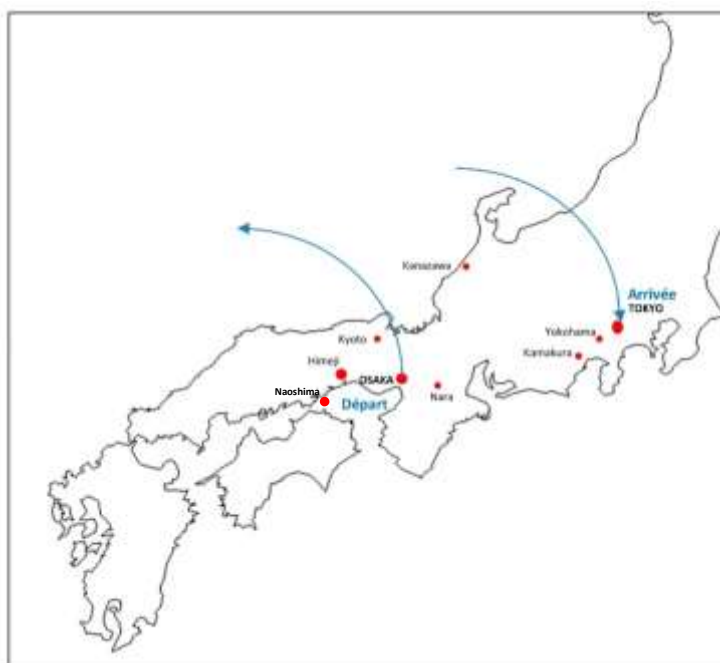 Kanazawa
Arrivée
TOKYO
Yokohama
Kyoto
Kamakura
Himeji
OSAKA
Nara
Naoshima
Départ